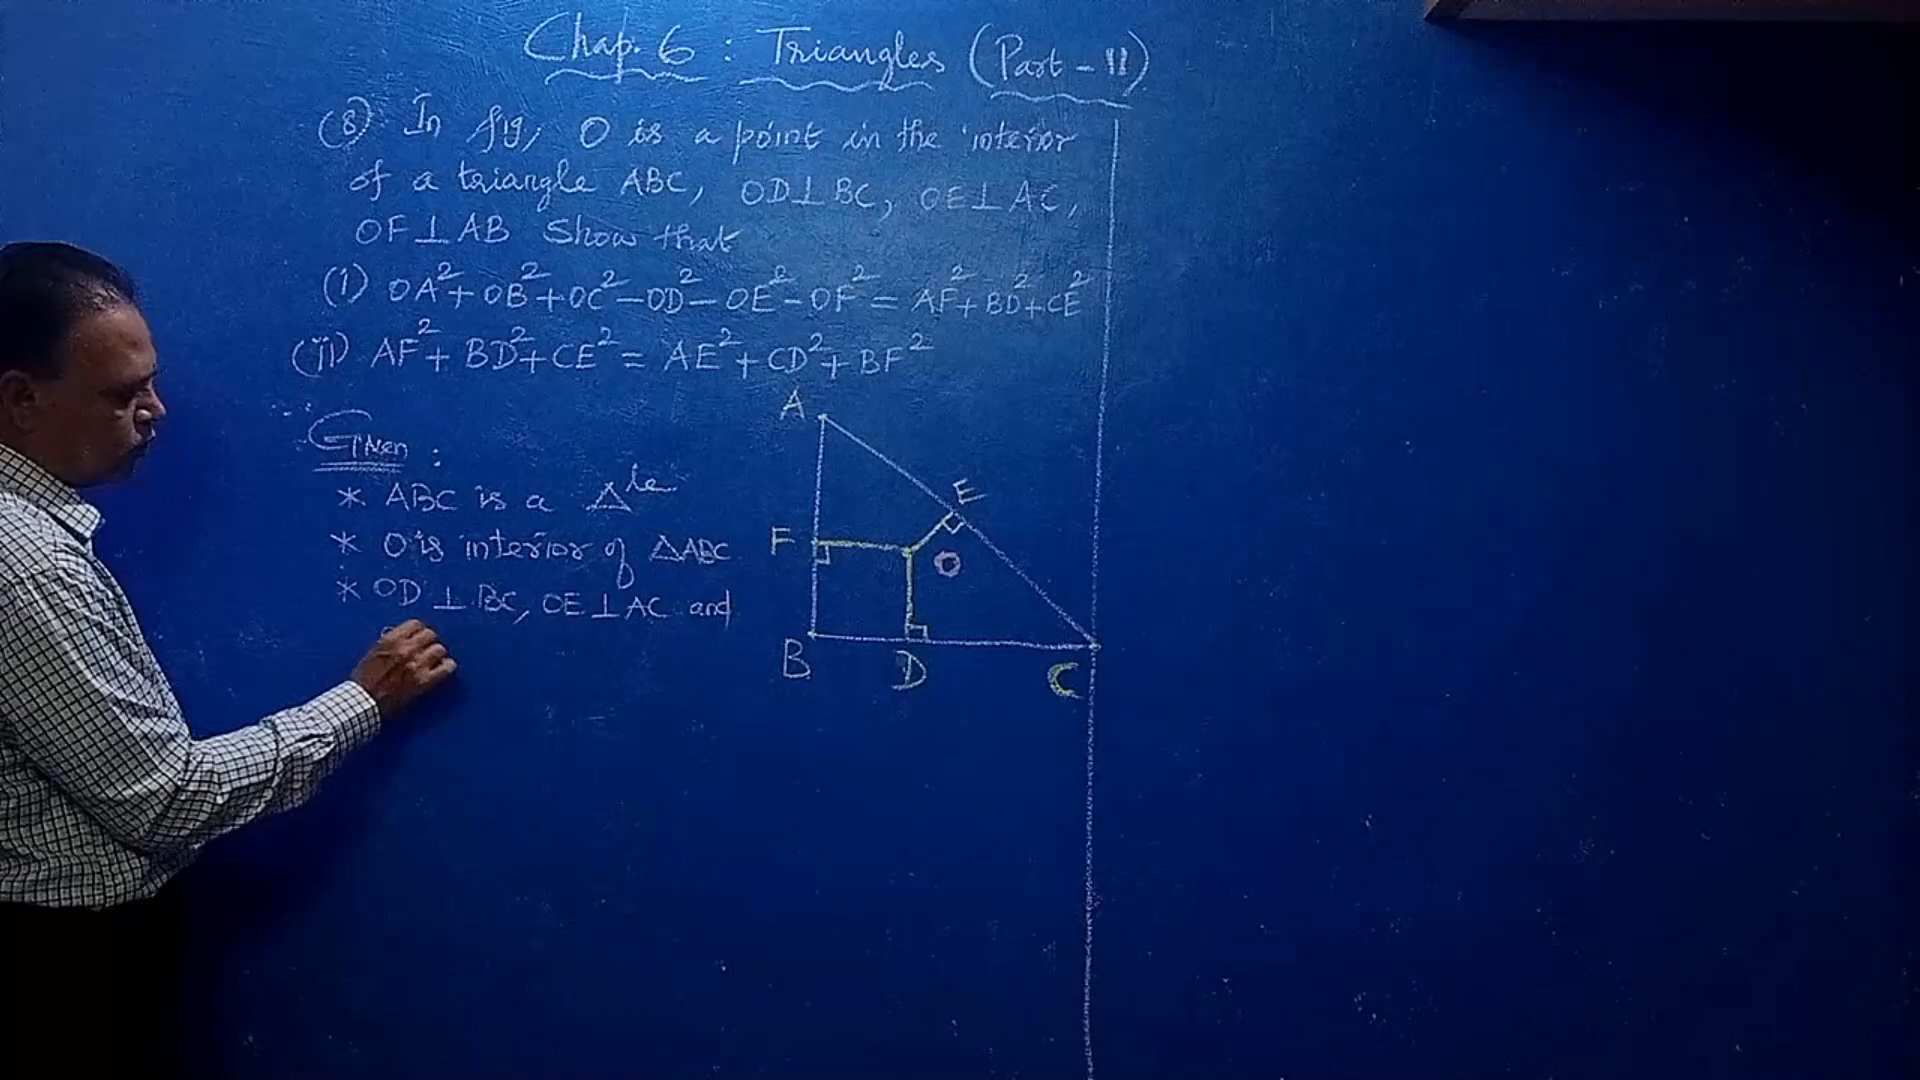 Chap. 6 : Triangles (Part - II)
(8) In fig, O is a point in the interior
of a triangle ABC, OD⊥BC, OE⊥AC,
OF⊥AB Show that
(i) OA²+OB²+OC²-OD²-OE²-OF² = AF²+BD²+CE²
(ii) AF²+BD²+CE² = AE²+CD²+BF²
Given :
* ABC is a Δle
* O is interior of ΔABC
* OD ⊥ BC, OE ⊥ AC and
A
E
F
O
B
D
C